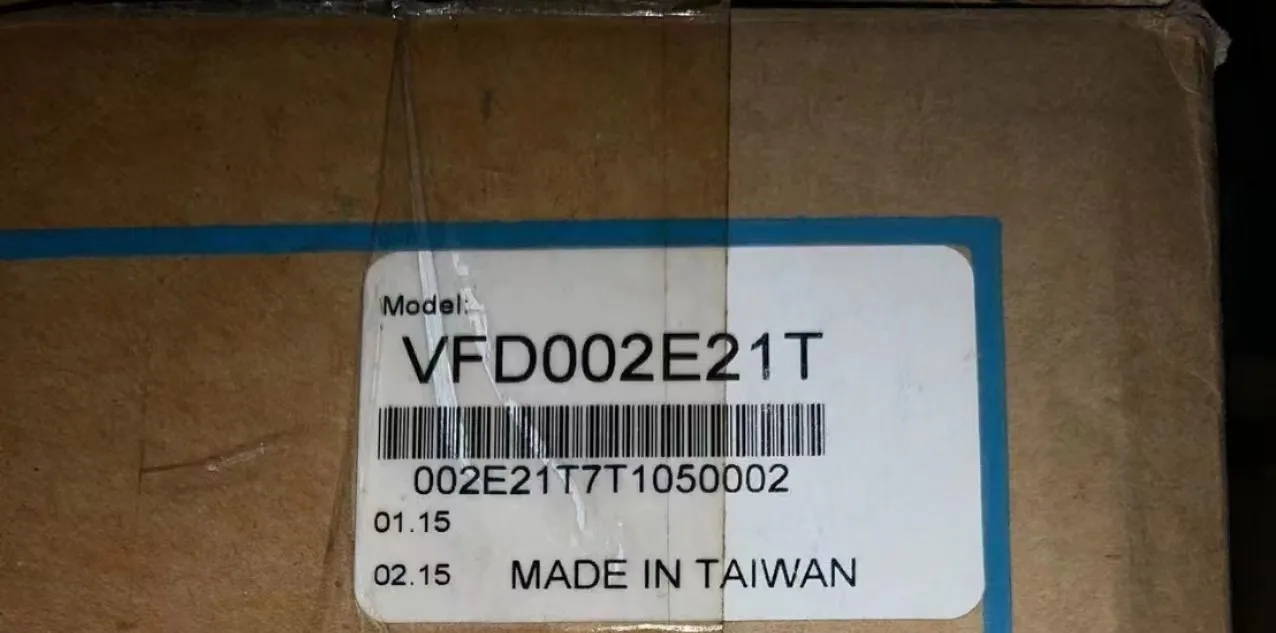 Model:
VFD002E21T
002E21T7T1050002
01.15
02.15 MADE IN TAIWAN